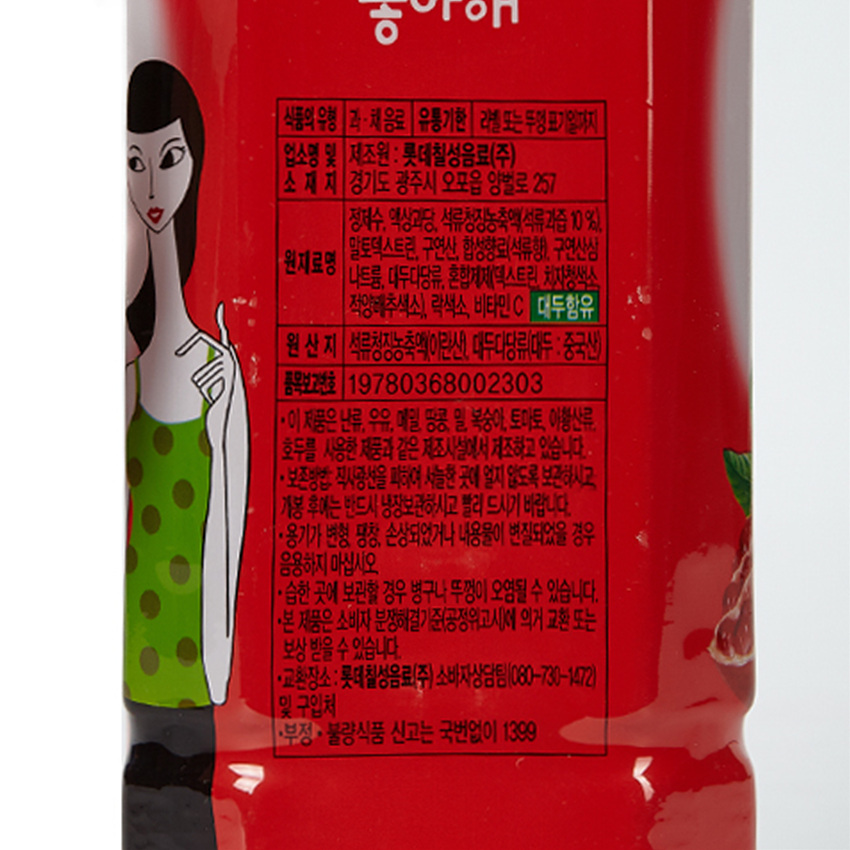 좋아해
식품의 유형 과·채 음료 유통기한 라벨 또는 뚜껑 표기일까지
업소명 및 제조원 : 롯데칠성음료(주)
소 재 지 경기도 광주시 오포읍 양벌로 257
정제수, 액상과당, 석류청징농축액(석류과즙 10 %),
말토덱스트린, 구연산, 합성향료(석류향), 구연산삼
원재료명
나트륨, 대두다당류, 혼합제제(덱스트린, 치자청색소,
적양배추색소), 락색소, 비타민 C 대두함유
원 산 지 석류청징농축액(이란산), 대두다당류(대두 : 중국산)
품목보고번호 19780368002303
· 이 제품은 난류, 우유, 메밀, 땅콩, 밀, 복숭아, 토마토, 아황산류,
호두를 사용한 제품과 같은 제조시설에서 제조하고 있습니다.
· 보존방법: 직사광선을 피하여 서늘한 곳에 얼지 않도록 보관하시고,
개봉 후에는 반드시 냉장보관하시고 빨리 드시기 바랍니다.
· 용기가 변형, 팽창, 손상되었거나 내용물이 변질되었을 경우
음용하지 마십시오.
· 습한 곳에 보관할 경우 병구나 뚜껑이 오염될 수 있습니다.
· 본 제품은 소비자 분쟁해결기준(공정위고시)에 의거 교환 또는
보상 받을 수 있습니다.
· 교환장소 : 롯데칠성음료(주) 소비자상담팀(080-730-1472)
및 구입처
· 부정 · 불량식품 신고는 국번없이 1399